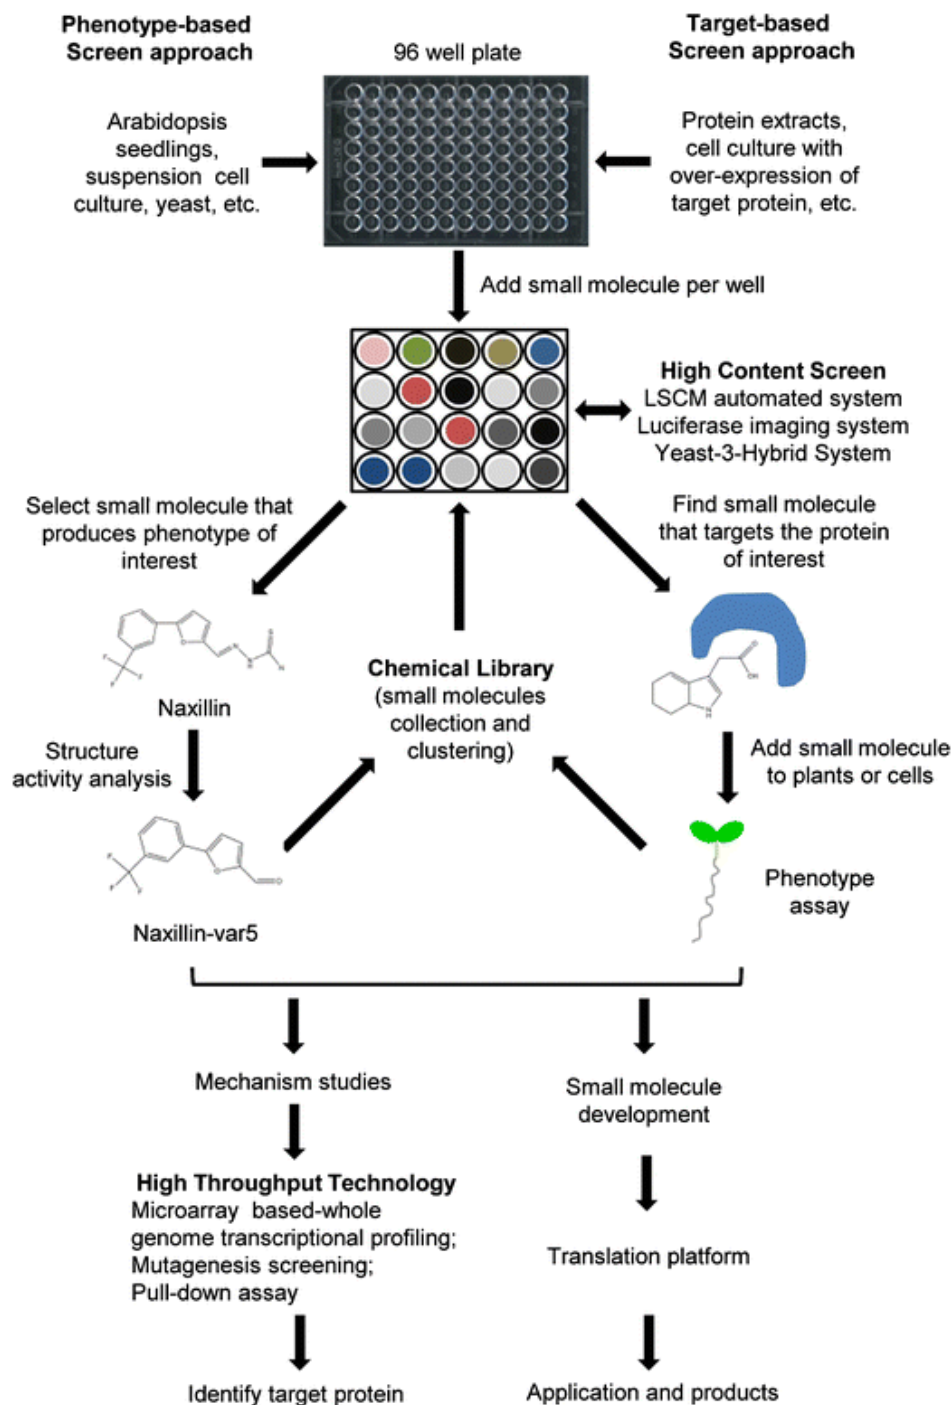 Phenotype-based
Screen approach
96 well plate
Target-based
Screen approach
Arabidopsis
seedlings,
suspension cell
culture, yeast, etc.
Protein extracts,
cell culture with
over-expression of
target protein, etc.
Add small molecule per well
High Content Screen
LSCM automated system
Luciferase imaging system
Yeast-3-Hybrid System
Select small molecule that
produces phenotype of
interest
Find small molecule
that targets the protein
of interest
Naxillin
Chemical Library
(small molecules
collection and
clustering)
Structure
activity analysis
Add small molecule
to plants or cells
Naxillin-var5
Phenotype
assay
Mechanism studies
Small molecule
development
High Throughput Technology
Microarray based-whole
genome transcriptional profiling;
Mutagenesis screening;
Pull-down assay
Translation platform
Identify target protein
Application and products